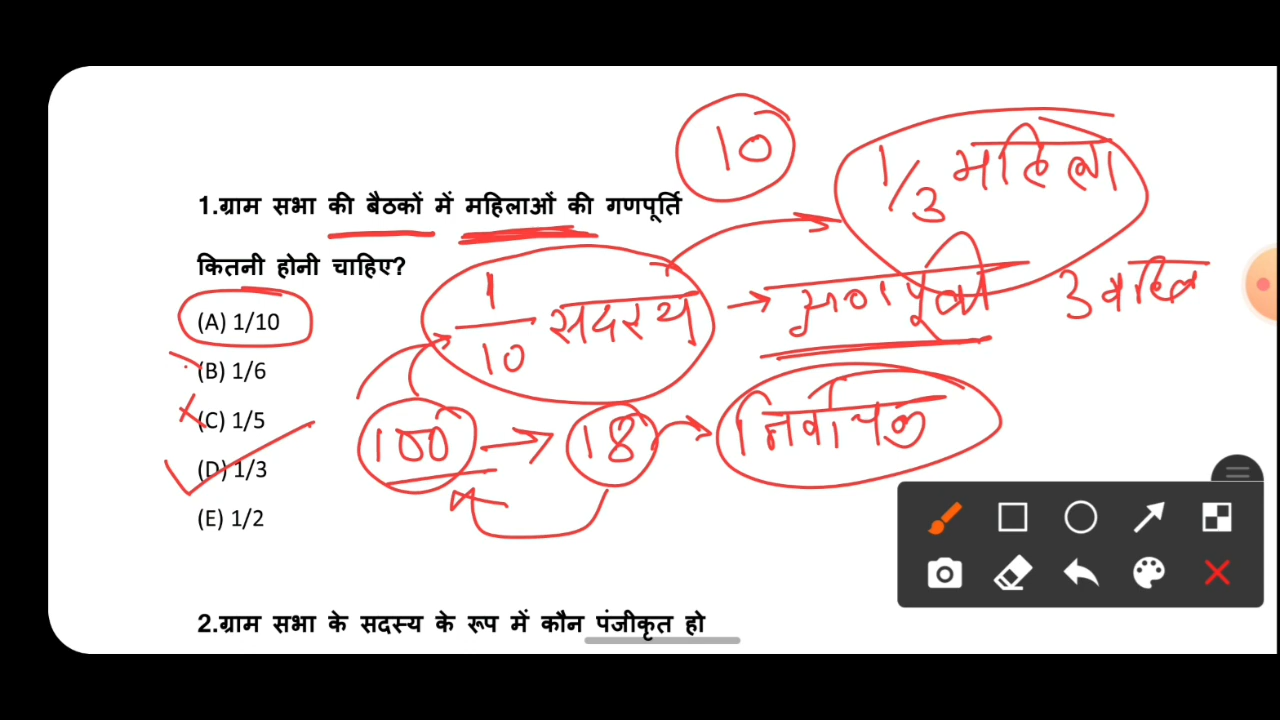 10
1/3 महिला
1.ग्राम सभा की बैठकों में महिलाओं की गणपूर्ति
कितनी होनी चाहिए?
1/10 सदस्य → गणपूर्ती
(A) 1/10
(B) 1/6
(C) 1/5
100 → 18 → निर्वाचक
(D) 1/3
(E) 1/2
2.ग्राम सभा के सदस्य के रूप में कौन पंजीकृत हो